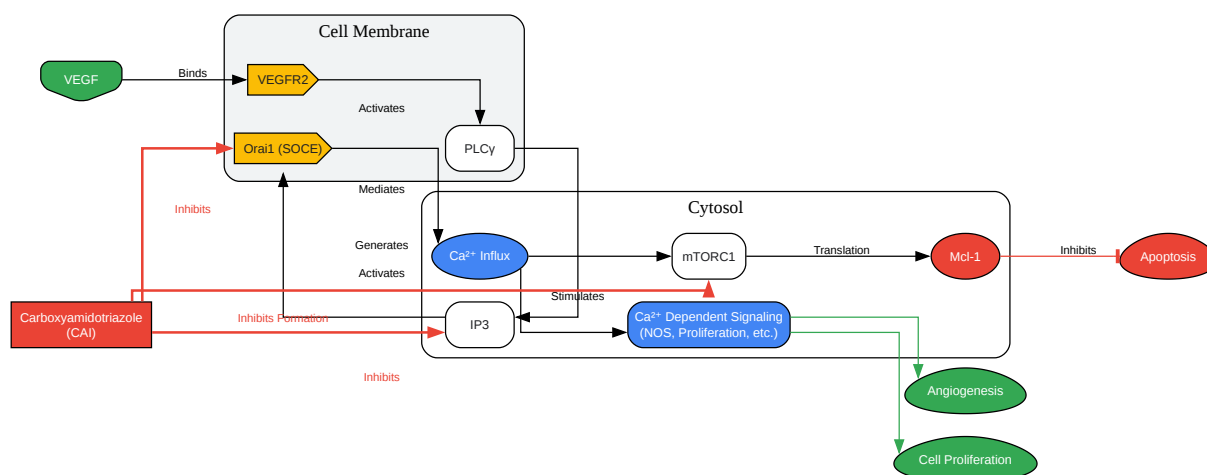 Cell Membrane
VEGF
Binds
VEGFR2
Activates
Orai1 (SOCE)
PLCγ
Mediates
Inhibits
Cytosol
Generates
Ca²⁺ Influx
mTORC1
Translation
Mcl-1
Inhibits
Apoptosis
Activates
Stimulates
Carboxyamidotriazole
(CAI)
Inhibits Formation
IP3
Ca²⁺ Dependent Signaling
(NOS, Proliferation, etc.)
Inhibits
Angiogenesis
Cell Proliferation